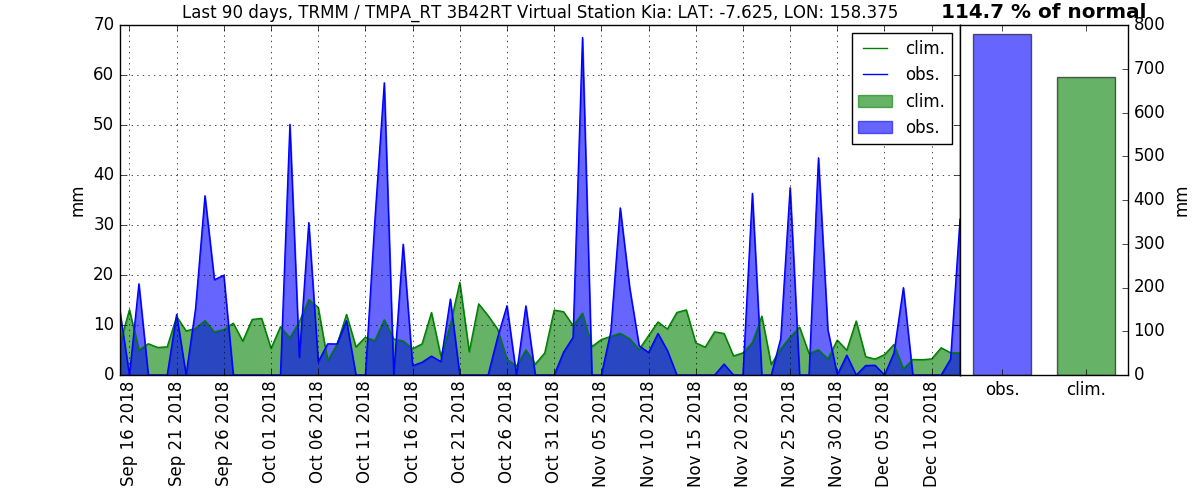 Last 90 days, TRMM / TMPA_RT 3B42RT Virtual Station Kia: LAT: -7.625, LON: 158.375
114.7 % of normal
70
60
50
40
30
20
10
0
mm
clim.
obs.
clim.
obs.
800
700
600
500
400
300
200
100
0
mm
obs.
clim.
Sep 16 2018
Sep 21 2018
Sep 26 2018
Oct 01 2018
Oct 06 2018
Oct 11 2018
Oct 16 2018
Oct 21 2018
Oct 26 2018
Oct 31 2018
Nov 05 2018
Nov 10 2018
Nov 15 2018
Nov 20 2018
Nov 25 2018
Nov 30 2018
Dec 05 2018
Dec 10 2018